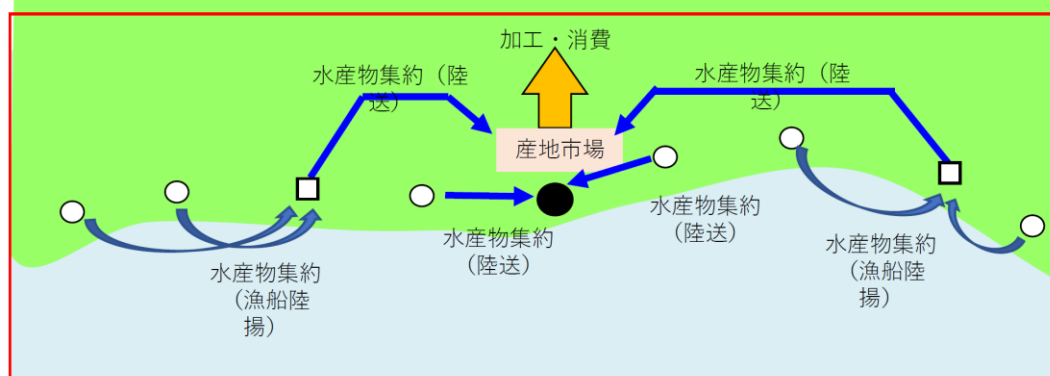 加工・消費
水産物集約（陸
送）
水産物集約（陸
送）
産地市場
水産物集約
（陸送）
水産物集約
（陸送）
水産物集約
（漁船陸
揚）
水産物集約
（漁船陸
揚）